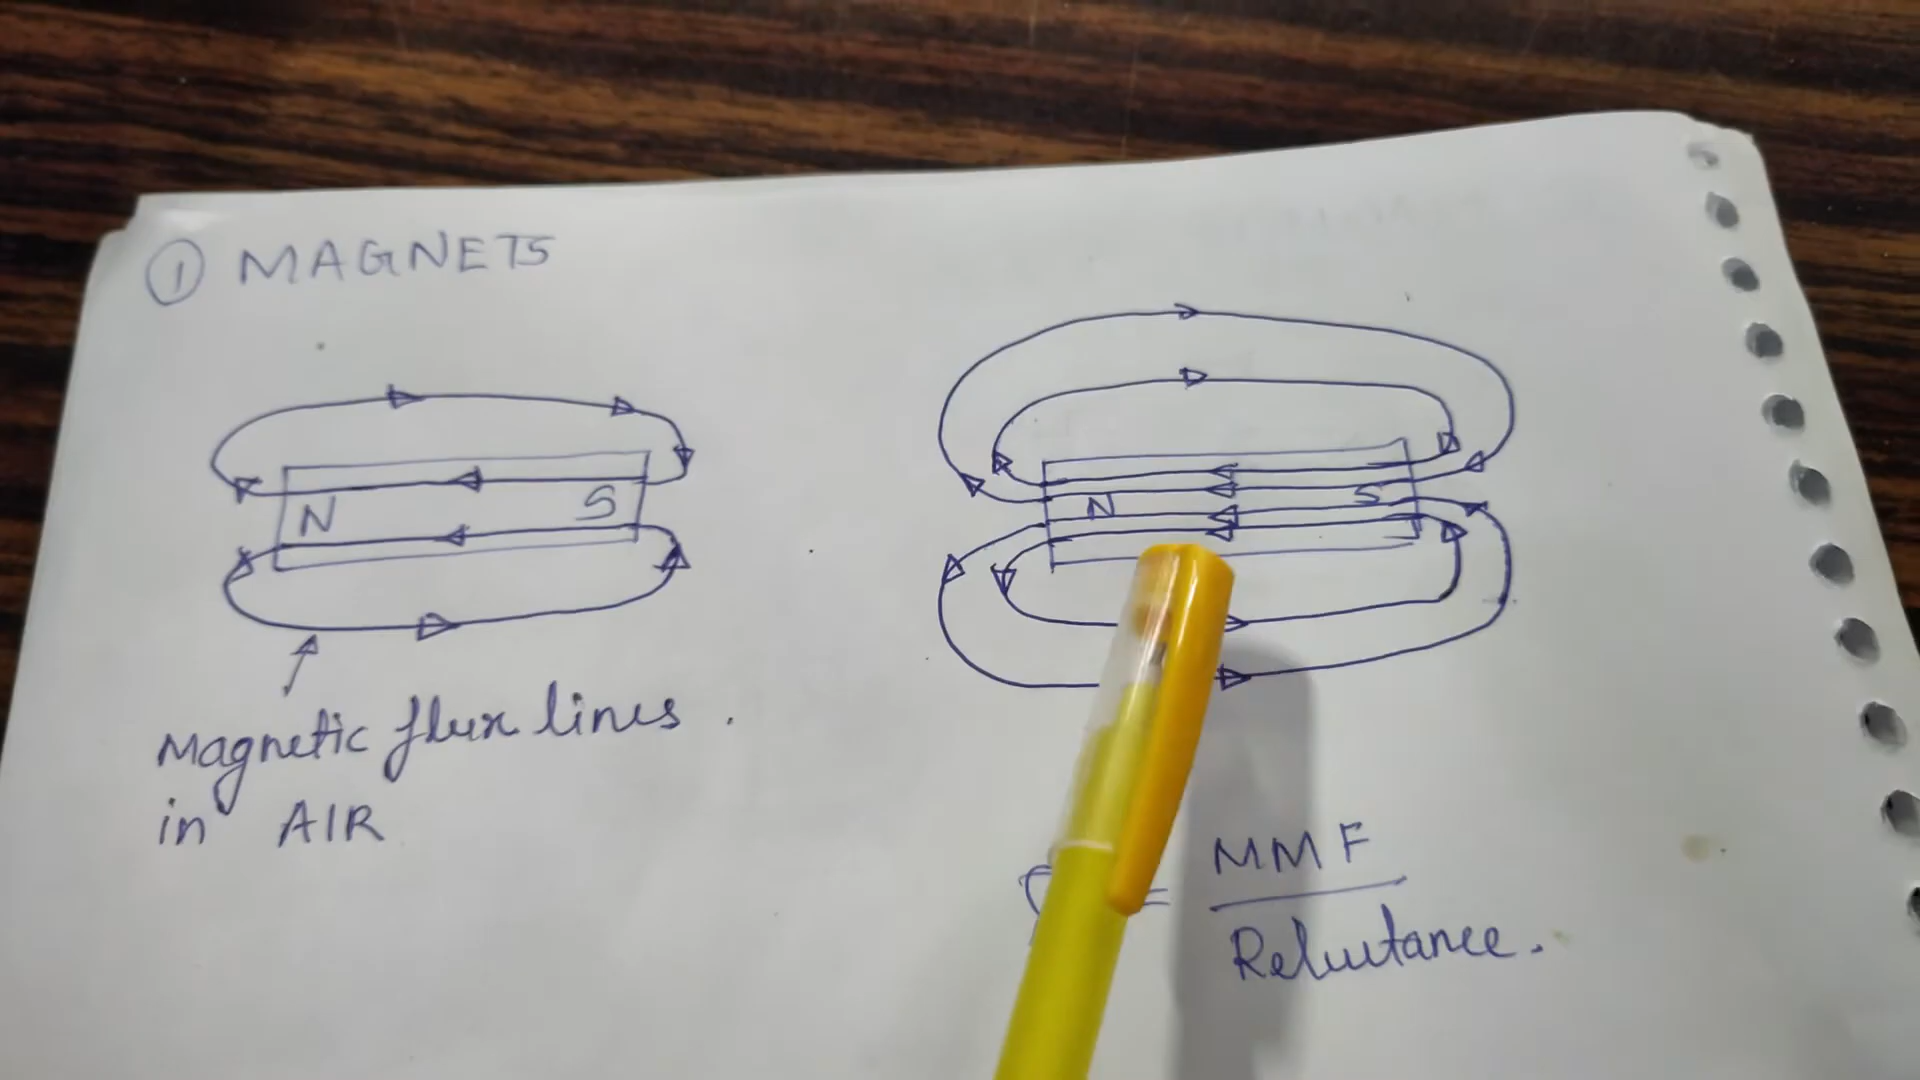 ① MAGNETS
N S
N S
Magnetic flux lines.
in AIR
= MMF
Reluctance.